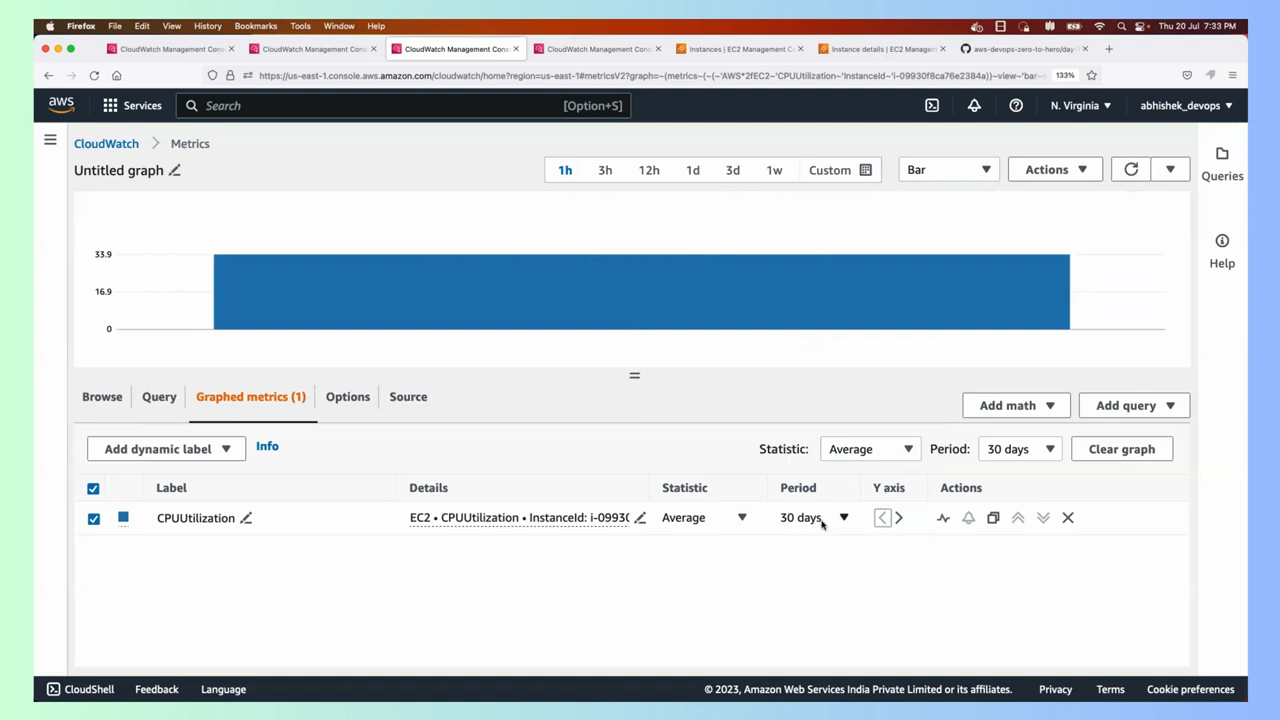 Firefox File Edit View History Bookmarks Tools Window Help Thu 20 Jul 7:33 PM
CloudWatch Management Cons × CloudWatch Management Cons × CloudWatch Management Cons × CloudWatch Management Cons × Instances | EC2 Management C × Instance details | EC2 Manageme × aws-devops-zero-to-hero/day- ×
https://us-east-1.console.aws.amazon.com/cloudwatch/home?region=us-east-1#metricsV2?graph=~(metrics~(~(~'AWS*2fEC2~'CPUUtilization~'InstanceId~'i-09930f8ca76e2384a))~view~'bar~ 133%
aws Services Search [Option+S] N. Virginia abhishek_devops
CloudWatch > Metrics
Untitled graph 1h 3h 12h 1d 3d 1w Custom Bar Actions
Queries
Help
33.9
16.9
0
Browse Query Graphed metrics (1) Options Source Add math Add query
Add dynamic label Info Statistic: Average Period: 30 days Clear graph
Label Details Statistic Period Y axis Actions
CPUUtilization EC2 • CPUUtilization • InstanceId: i-0993 Average 30 days
CloudShell Feedback Language © 2023, Amazon Web Services India Private Limited or its affiliates. Privacy Terms Cookie preferences